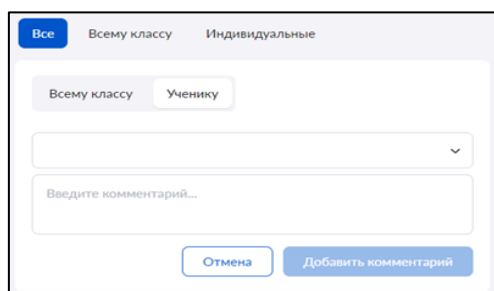 Все Всему классу Индивидуальные
Всему классу Ученику
Введите комментарий...
Отмена Добавить комментарий